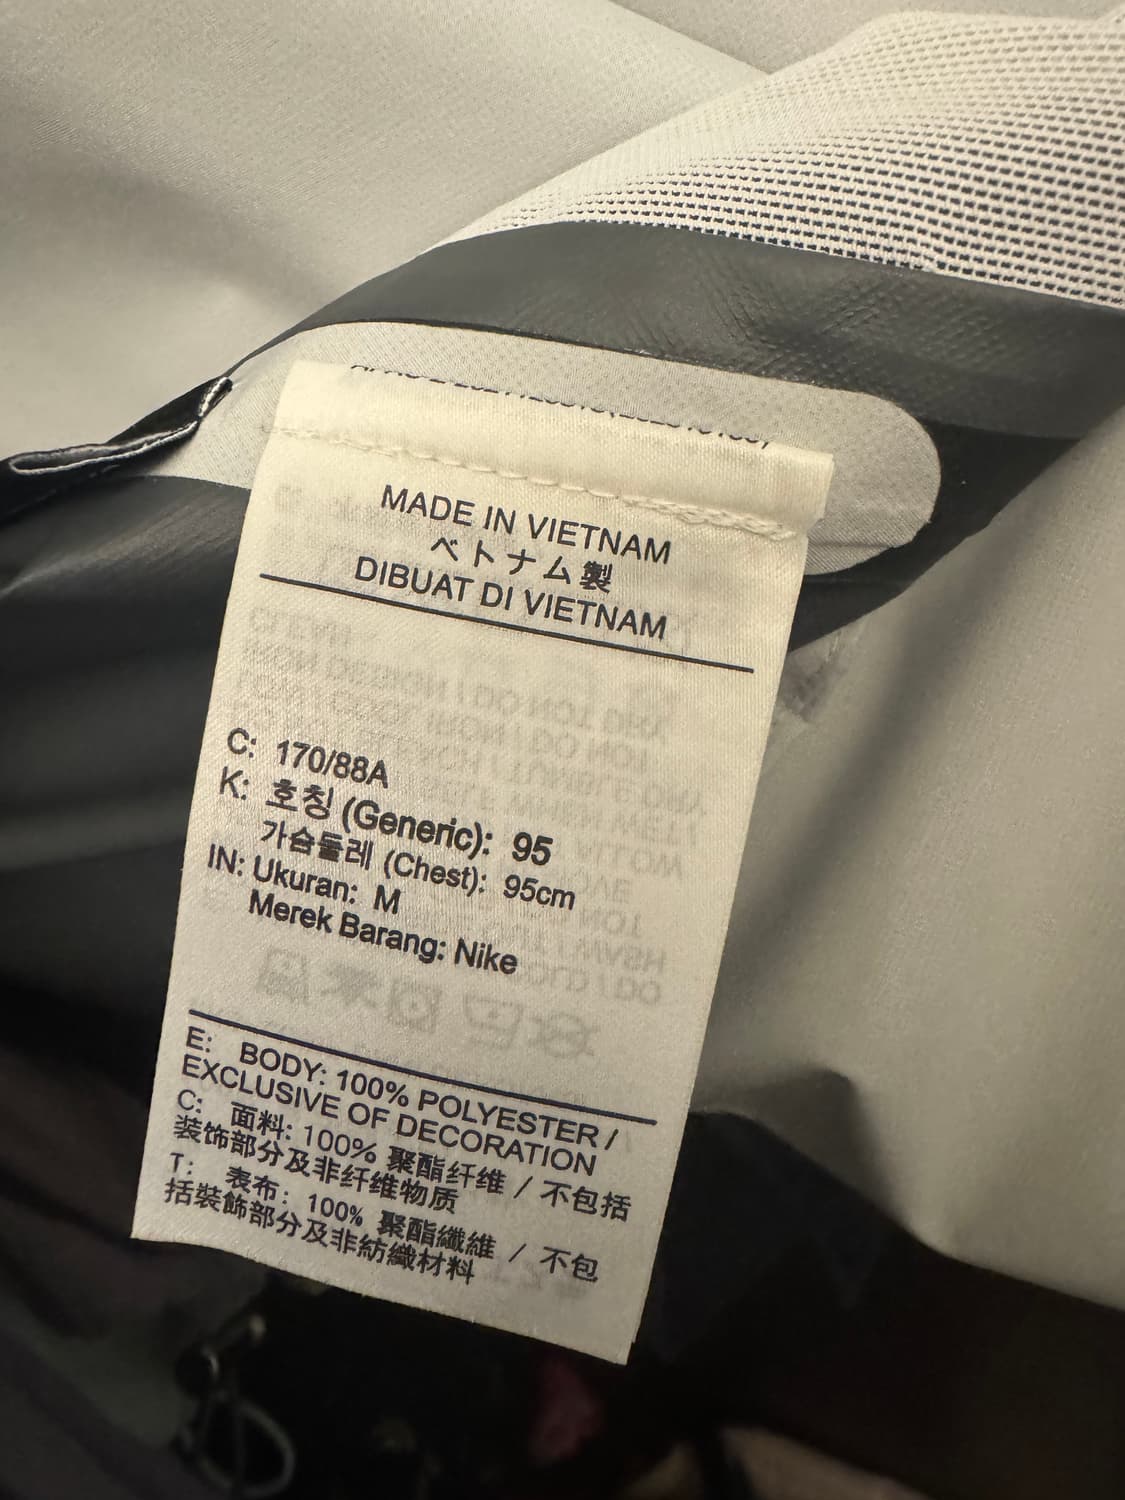 MADE IN VIETNAM
ベトナム製
DIBUAT DI VIETNAM
C: 170/88A
K: 호칭 (Generic): 95
가슴둘레 (Chest): 95cm
IN: Ukuran: M
Merek Barang: Nike
E: BODY: 100% POLYESTER /
EXCLUSIVE OF DECORATION
C: 面料: 100% 聚酯纤维 / 不包括
装饰部分及非纤维物质
T: 表布: 100% 聚酯纖維 / 不包
括裝飾部分及非紡織材料